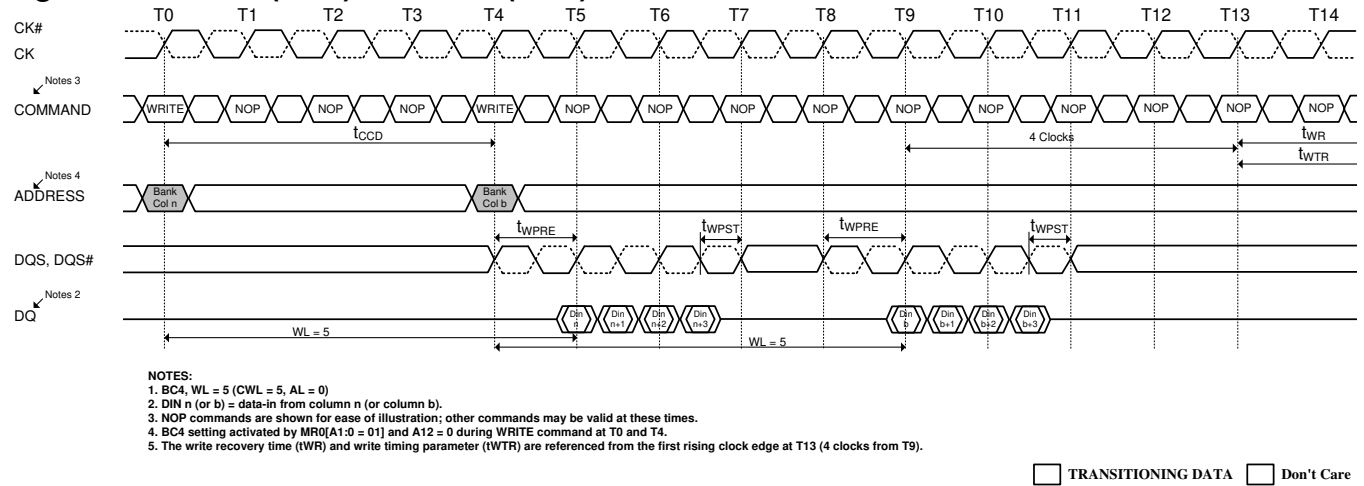 T0 T1 T2 T3 T4 T5 T6 T7 T8 T9 T10 T11 T12 T13 T14
CK#
CK
Notes 3
COMMAND WRITE NOP NOP NOP WRITE NOP NOP NOP NOP NOP NOP NOP NOP NOP NOP
tCCD 4 Clocks tWR
tWTR
Notes 4
ADDRESS Bank Col n Bank Col b
tWPRE tWPST tWPRE tWPST
DQS, DQS#
Notes 2
DQ Din n Din n+1 Din n+2 Din n+3 Din b Din b+1 Din b+2 Din b+3
WL = 5 WL = 5
NOTES:
1. BC4, WL = 5 (CWL = 5, AL = 0)
2. DIN n (or b) = data-in from column n (or column b).
3. NOP commands are shown for ease of illustration; other commands may be valid at these times.
4. BC4 setting activated by MR0[A1:0 = 01] and A12 = 0 during WRITE command at T0 and T4.
5. The write recovery time (tWR) and write timing parameter (tWTR) are referenced from the first rising clock edge at T13 (4 clocks from T9).
TRANSITIONING DATA Don't Care